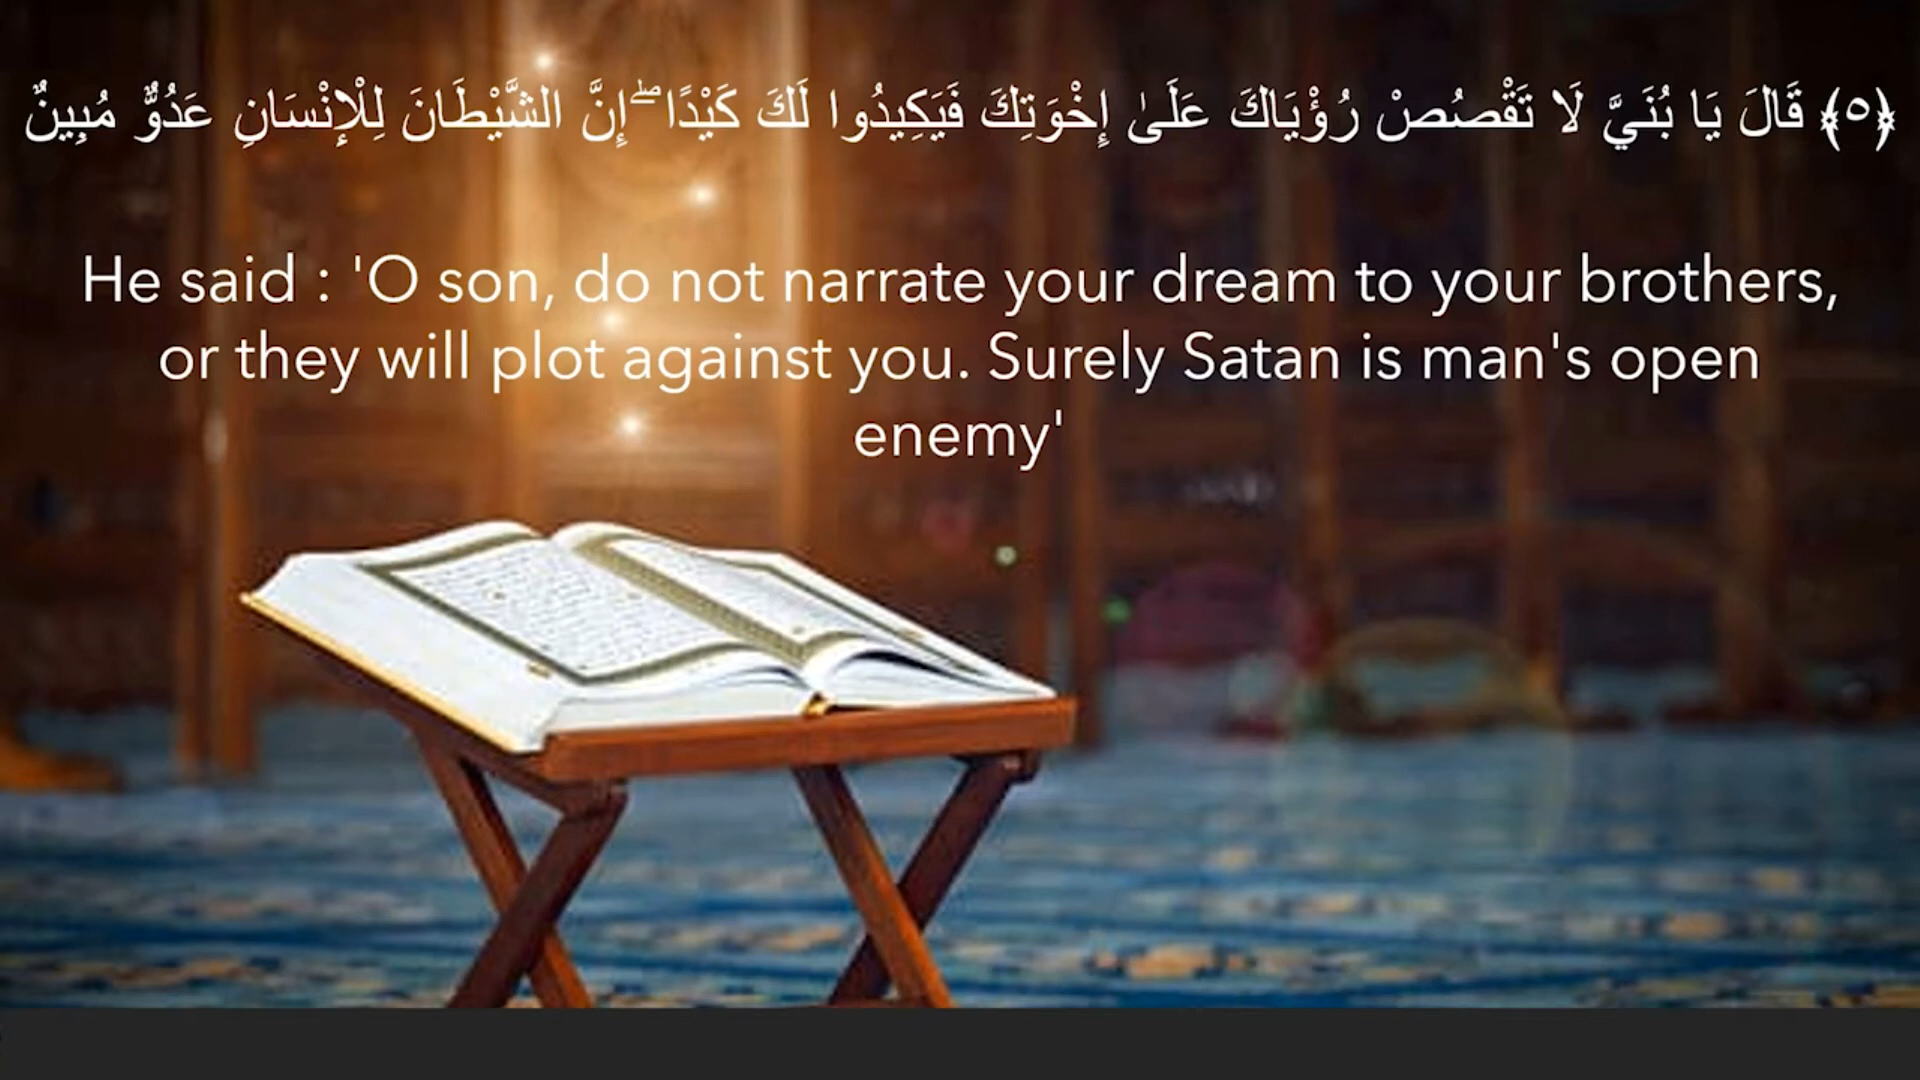 ﴿٥﴾ قَالَ يَا بُنَيَّ لَا تَقْصُصْ رُؤْيَاكَ عَلَىٰ إِخْوَتِكَ فَيَكِيدُوا لَكَ كَيْدًا ۖ إِنَّ الشَّيْطَانَ لِلْإِنْسَانِ عَدُوٌّ مُبِينٌ
He said : 'O son, do not narrate your dream to your brothers,
or they will plot against you. Surely Satan is man's open
enemy'